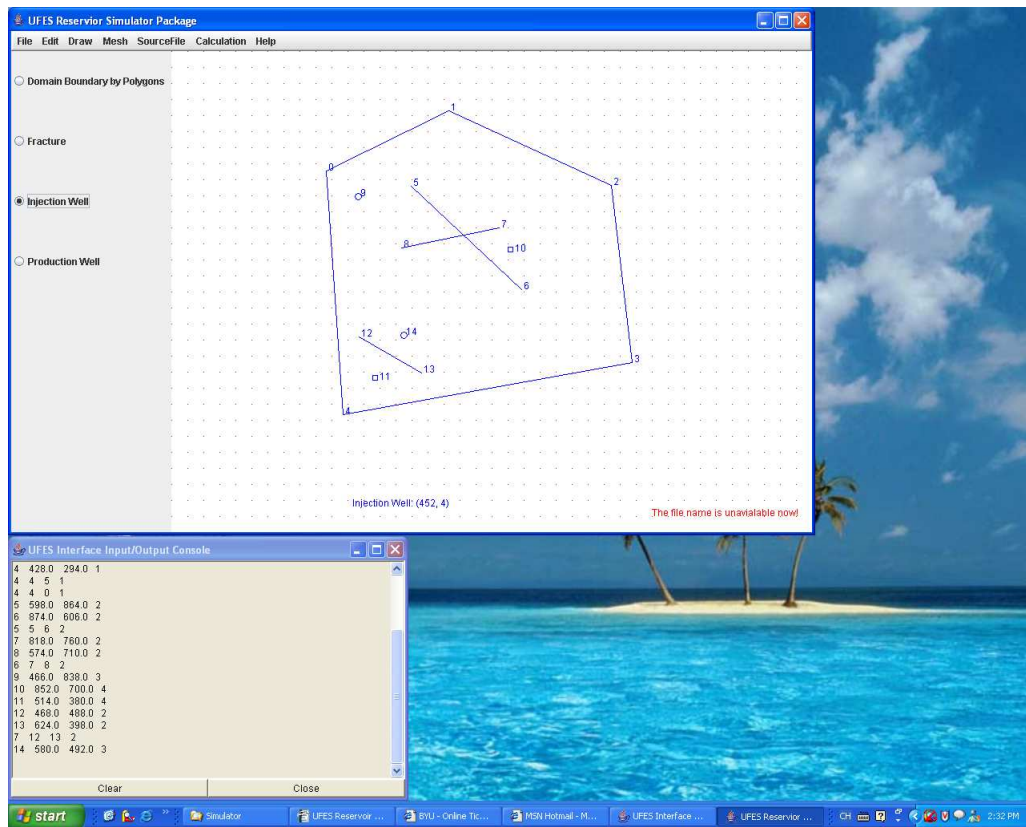 UFES Reservior Simulator Package
File Edit Draw Mesh SourceFile Calculation Help
Domain Boundary by Polygons
Fracture
Injection Well
Production Well
1
0
2
5
9
7
8
10
6
12
14
3
13
11
4
Injection Well: (452, 4)
The file name is unavialable now!
UFES Interface Input/Output Console
4 428.0 294.0 1
4 4 5 1
4 4 0 1
5 598.0 864.0 2
6 874.0 606.0 2
5 5 6 2
7 818.0 760.0 2
8 574.0 710.0 2
6 7 8 2
9 466.0 838.0 3
10 852.0 700.0 4
11 514.0 380.0 4
12 468.0 488.0 2
13 624.0 398.0 2
7 12 13 2
14 580.0 492.0 3
Clear Close
start Simulator UFES Reservoir ... BYU - Online Tic... MSN Hotmail - M... UFES Interface ... UFES Reservior ... CH 2:32 PM